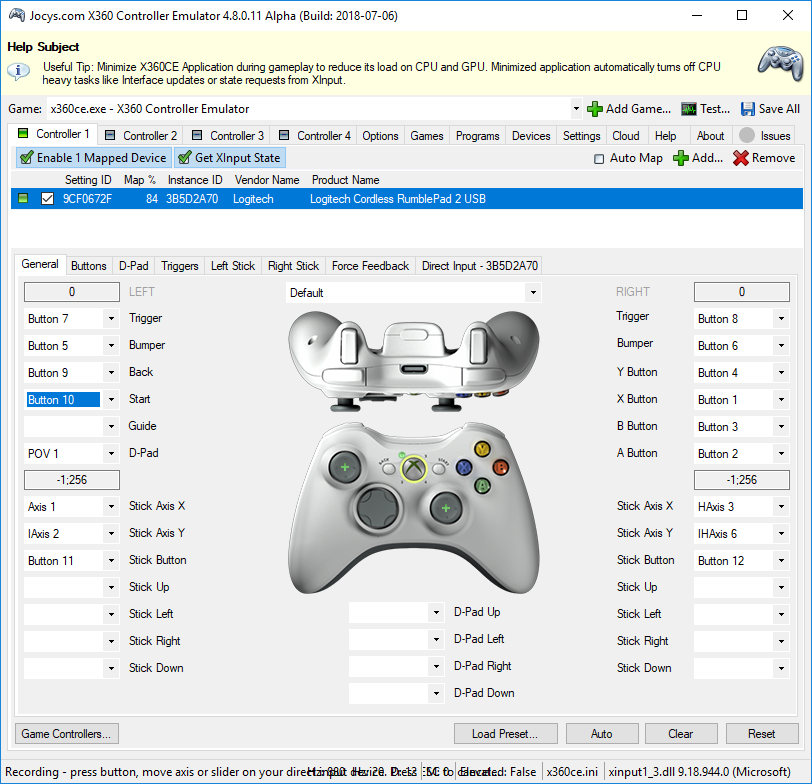 Jocys.com X360 Controller Emulator 4.8.0.11 Alpha (Build: 2018-07-06)
Help Subject
Useful Tip: Minimize X360CE Application during gameplay to reduce its load on CPU and GPU. Minimized application automatically turns off CPU
heavy tasks like Interface updates or state requests from XInput.
Game: x360ce.exe - X360 Controller Emulator Add Game... Test... Save All
Controller 1 Controller 2 Controller 3 Controller 4 Options Games Programs Devices Settings Cloud Help About Issues
Enable 1 Mapped Device Get XInput State Auto Map Add... Remove
Setting ID Map % Instance ID Vendor Name Product Name
9CF0672F 84 3B5D2A70 Logitech Logitech Cordless RumblePad 2 USB
General Buttons D-Pad Triggers Left Stick Right Stick Force Feedback Direct Input - 3B5D2A70
0 LEFT Default RIGHT 0
Button 7 Trigger Trigger Button 8
Button 5 Bumper Bumper Button 6
Button 9 Back Y Button Button 4
Button 10 Start X Button Button 1
Button 3
Guide B Button
POV 1 D-Pad A Button Button 2
Y
BACK START X B
A
-1;256 -1;256
Axis 1 Stick Axis X Stick Axis X HAxis 3
IAxis 2 Stick Axis Y Stick Axis Y IHAxis 6
Button 11 Stick Button Stick Button Button 12
Stick Up Stick Up
Stick Left D-Pad Up Stick Left
Stick Right D-Pad Left Stick Right
Stick Down D-Pad Right Stick Down
D-Pad Down
Game Controllers... Load Preset... Auto Clear Reset
Recording - press button, move axis or slider on your direct input device. Press ESC to cancel. Elevated: False x360ce.ini xinput1_3.dll 9.18.944.0 (Microsoft)